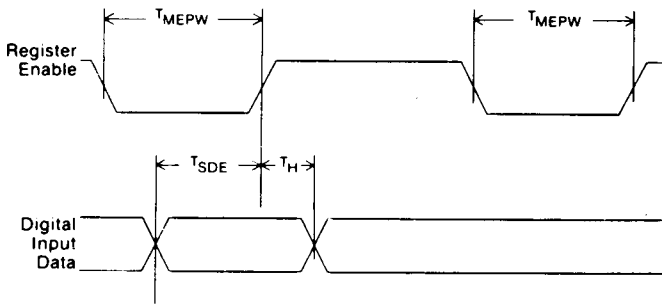 TMEPW
TMEPW
Register
Enable
TSDE
TH
Digital
Input
Data